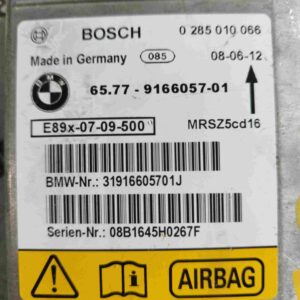 BOSCH 0 285 010 066
Made in Germany 085 08-06-12
BMW 65.77 - 9166057-01
E89x-07-09-500 MRSZ5cd16
BMW-Nr.: 31916605701J
Serien-Nr.: 08B1645H0267F
AIRBAG